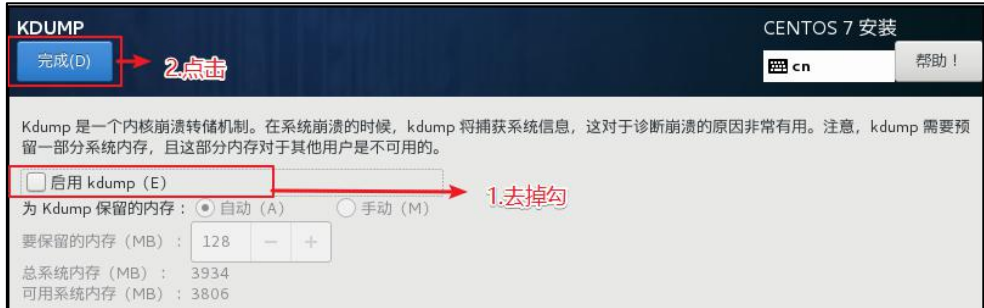 KDUMP
CENTOS 7 安装
完成(D)
2.点击
cn
帮助！
Kdump 是一个内核崩溃转储机制。在系统崩溃的时候，kdump 将捕获系统信息，这对于诊断崩溃的原因非常有用。注意，kdump 需要预
留一部分系统内存，且这部分内存对于其他用户是不可用的。
启用 kdump（E）
1.去掉勾
为 Kdump 保留的内存： 自动（A） 手动（M）
要保留的内存（MB）： 128 − +
总系统内存（MB）： 3934
可用系统内存（MB）： 3806